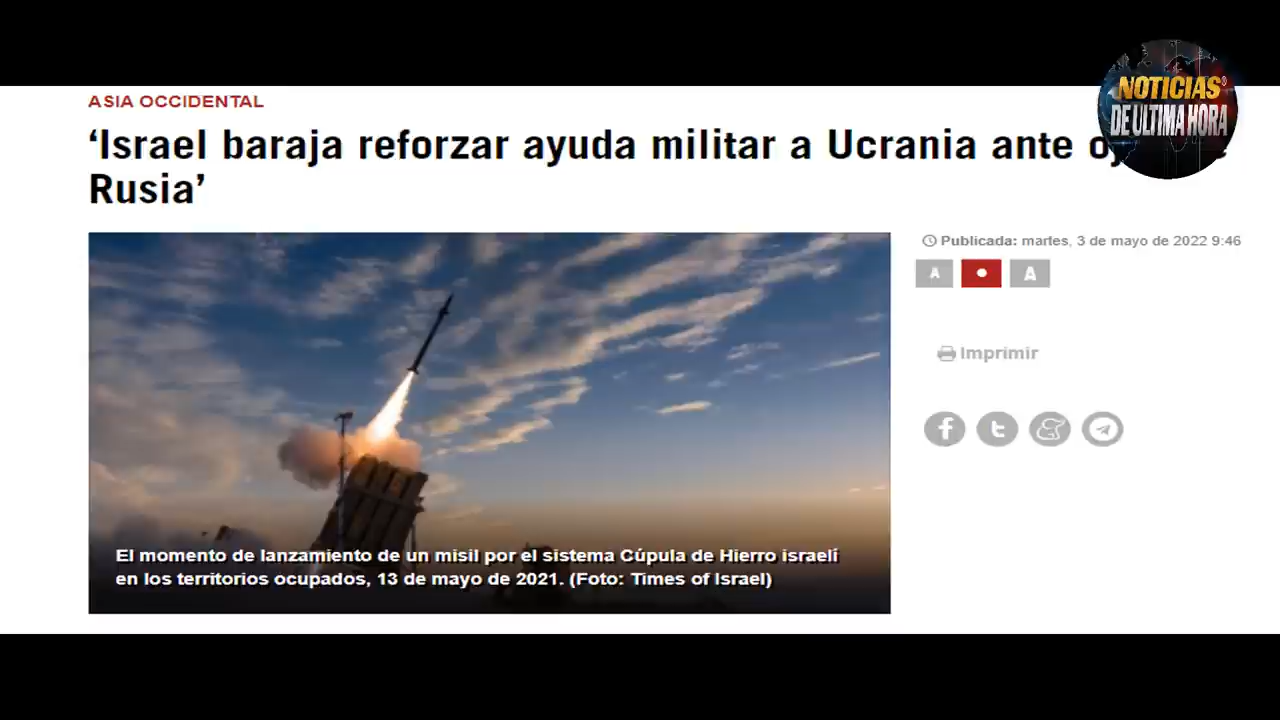 ASIA OCCIDENTAL
‘Israel baraja reforzar ayuda militar a Ucrania ante
Rusia’
NOTICIAS®
DE ÚLTIMA HORA
Publicada: martes, 3 de mayo de 2022 9:46
A A
Imprimir
El momento de lanzamiento de un misil por el sistema Cúpula de Hierro israelí
en los territorios ocupados, 13 de mayo de 2021. (Foto: Times of Israel)